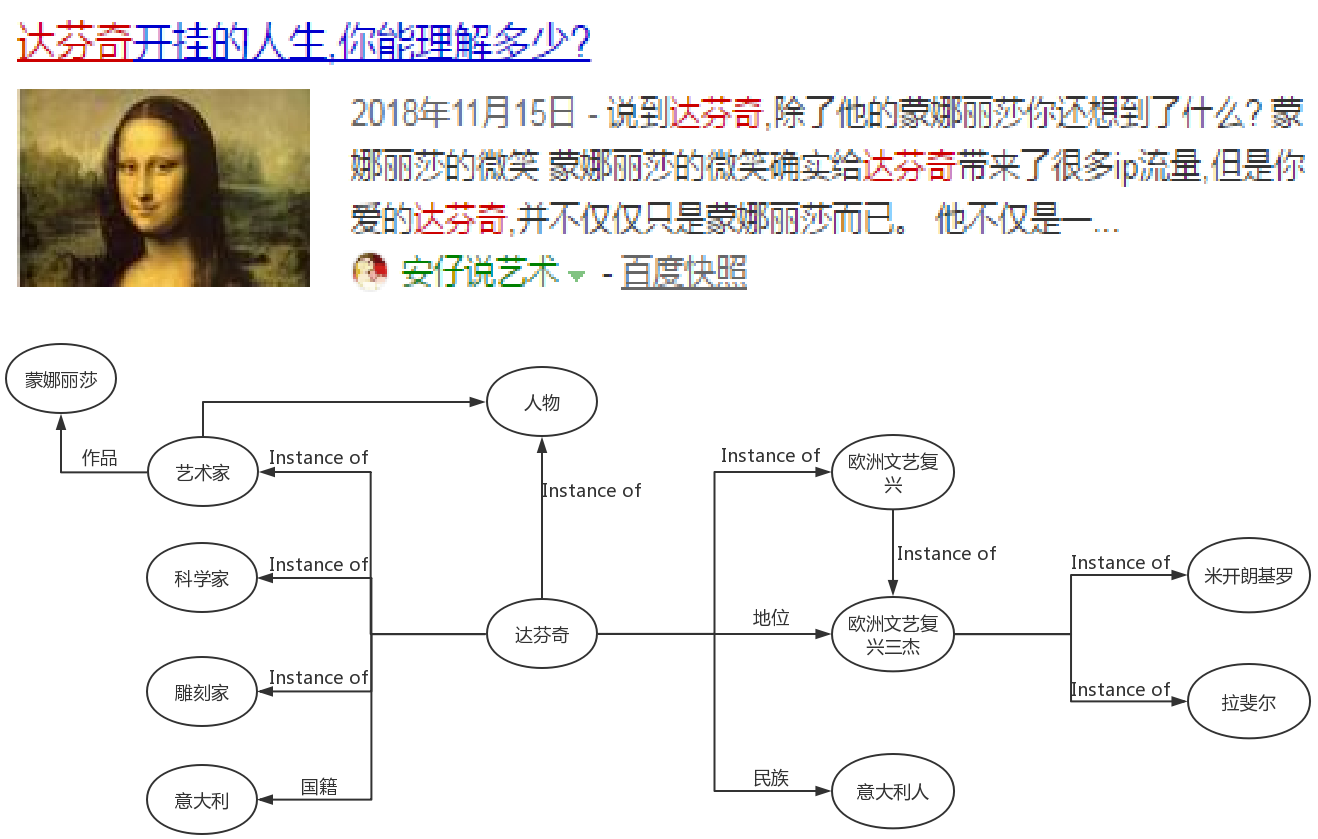 达芬奇开挂的人生,你能理解多少?
2018年11月15日 - 说到达芬奇,除了他的蒙娜丽莎你还想到了什么? 蒙
娜丽莎的微笑 蒙娜丽莎的微笑确实给达芬奇带来了很多ip流量,但是你
爱的达芬奇,并不仅仅只是蒙娜丽莎而已。 他不仅是一...
安仔说艺术 - 百度快照
蒙娜丽莎
人物
作品
艺术家
Instance of
Instance of
Instance of
欧洲文艺复
兴
Instance of
科学家
Instance of
Instance of
米开朗基罗
达芬奇
地位
欧洲文艺复
兴三杰
Instance of
雕刻家
Instance of
拉斐尔
国籍
意大利
民族
意大利人